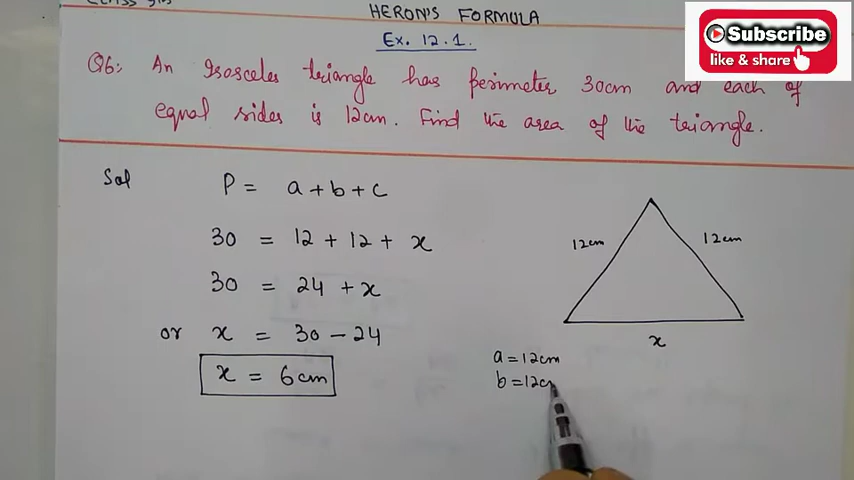 HERON'S FORMULA
Subscribe
like & share
Ex. 12.1.
Q6: An Isosceles triangle has perimeter 30cm and each of
equal sides is 12cm. Find the area of the triangle.
Sol
P = a + b + c
30 = 12 + 12 + x
12cm
12cm
30 = 24 + x
or x = 30 - 24
x
x = 6cm
a = 12cm
b = 12c